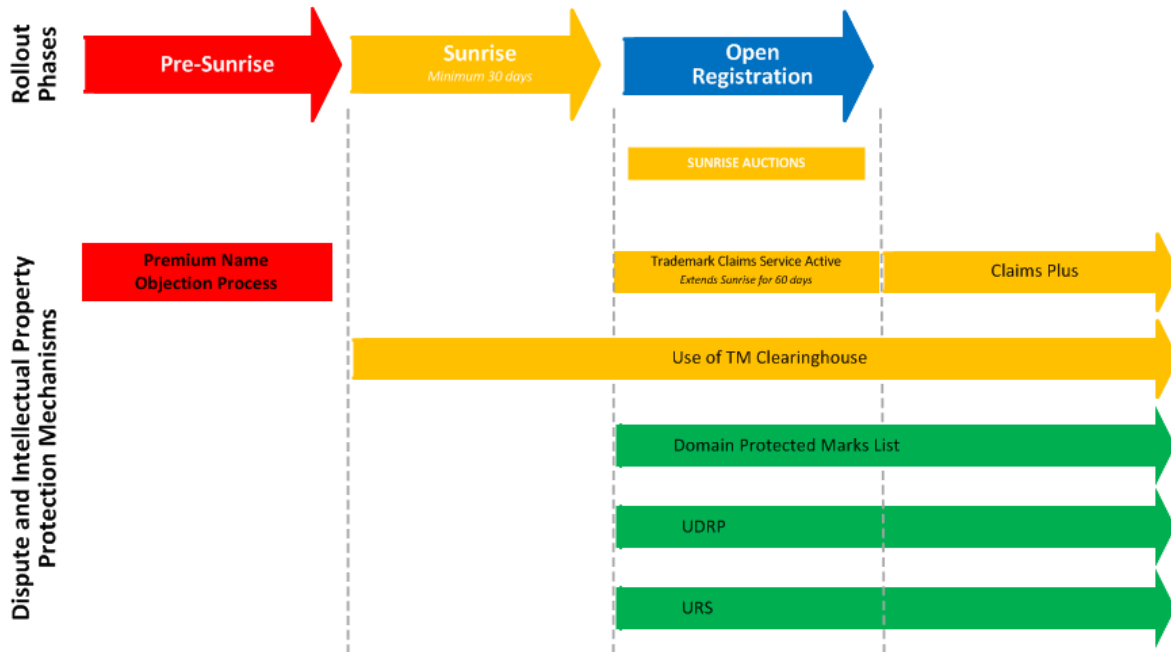 Rollout
Phases
Pre-Sunrise
Sunrise
Minimum 30 days
Open
Registration
SUNRISE AUCTIONS
Dispute and Intellectual Property
Protection Mechanisms
Premium Name
Objection Process
Trademark Claims Service Active
Extends Sunrise for 60 days
Claims Plus
Use of TM Clearinghouse
Domain Protected Marks List
UDRP
URS